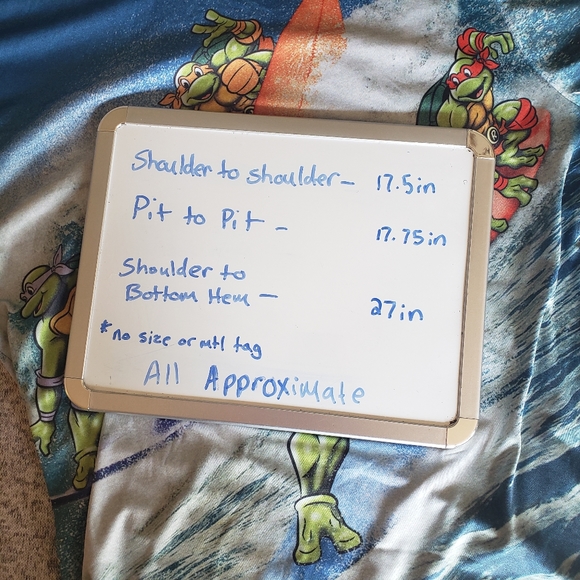 Shoulder to shoulder- 17.5in
Pit to Pit - 17.75in
Shoulder to
Bottom Hem - 27in
* no size or mtl tag
All Approximate